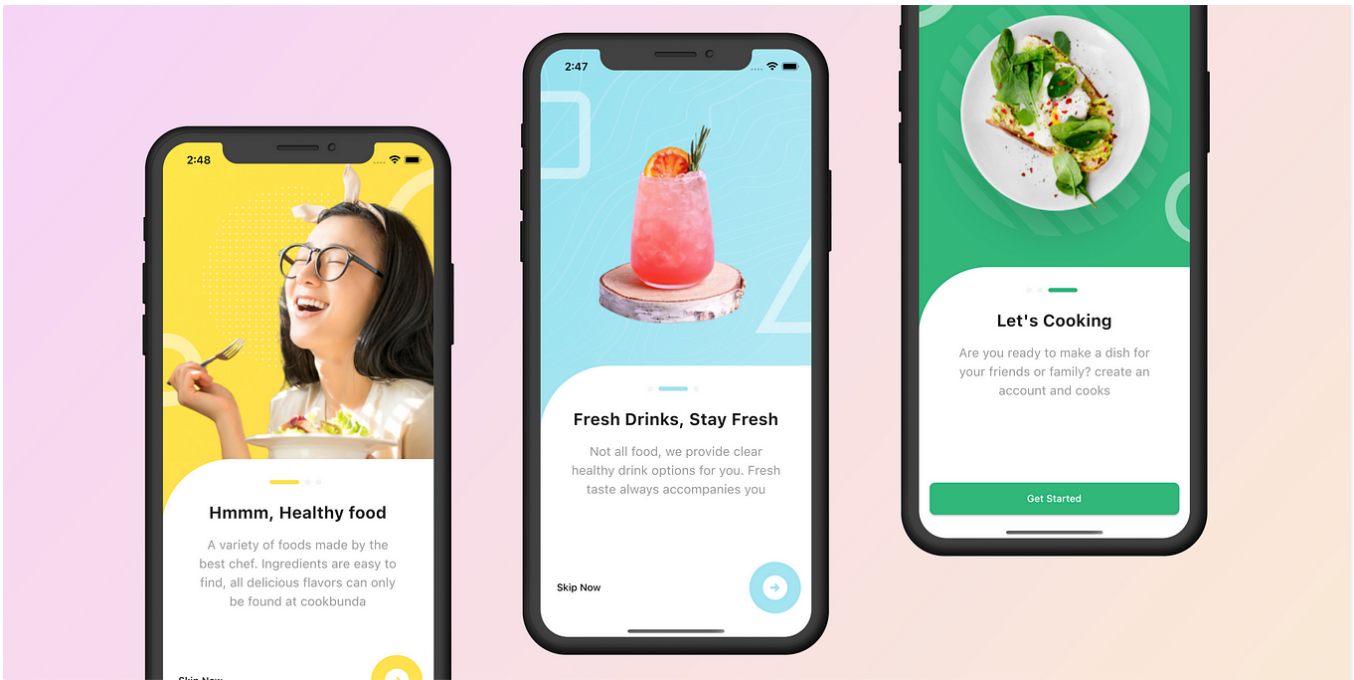 2:48
Hmmm, Healthy food
A variety of foods made by the
best chef. Ingredients are easy to
find, all delicious flavors can only
be found at cookbunda
Skip Now
2:47
Fresh Drinks, Stay Fresh
Not all food, we provide clear
healthy drink options for you. Fresh
taste always accompanies you
Skip Now
Let's Cooking
Are you ready to make a dish for
your friends or family? create an
account and cooks
Get Started